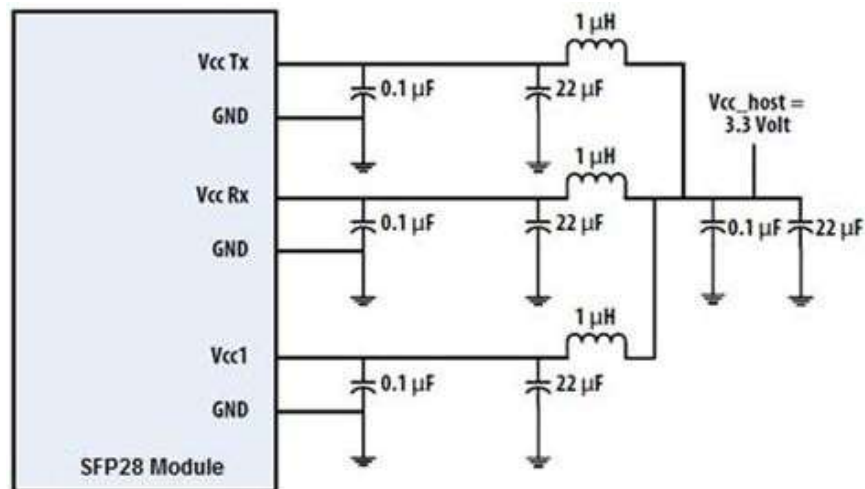 1 μH
Vcc Tx
0.1 μF
22 μF
GND
Vcc_host =
3.3 Volt
1 μH
Vcc Rx
0.1 μF
22 μF
0.1 μF
22 μF
GND
1 μH
Vcc1
0.1 μF
22 μF
GND
SFP28 Module